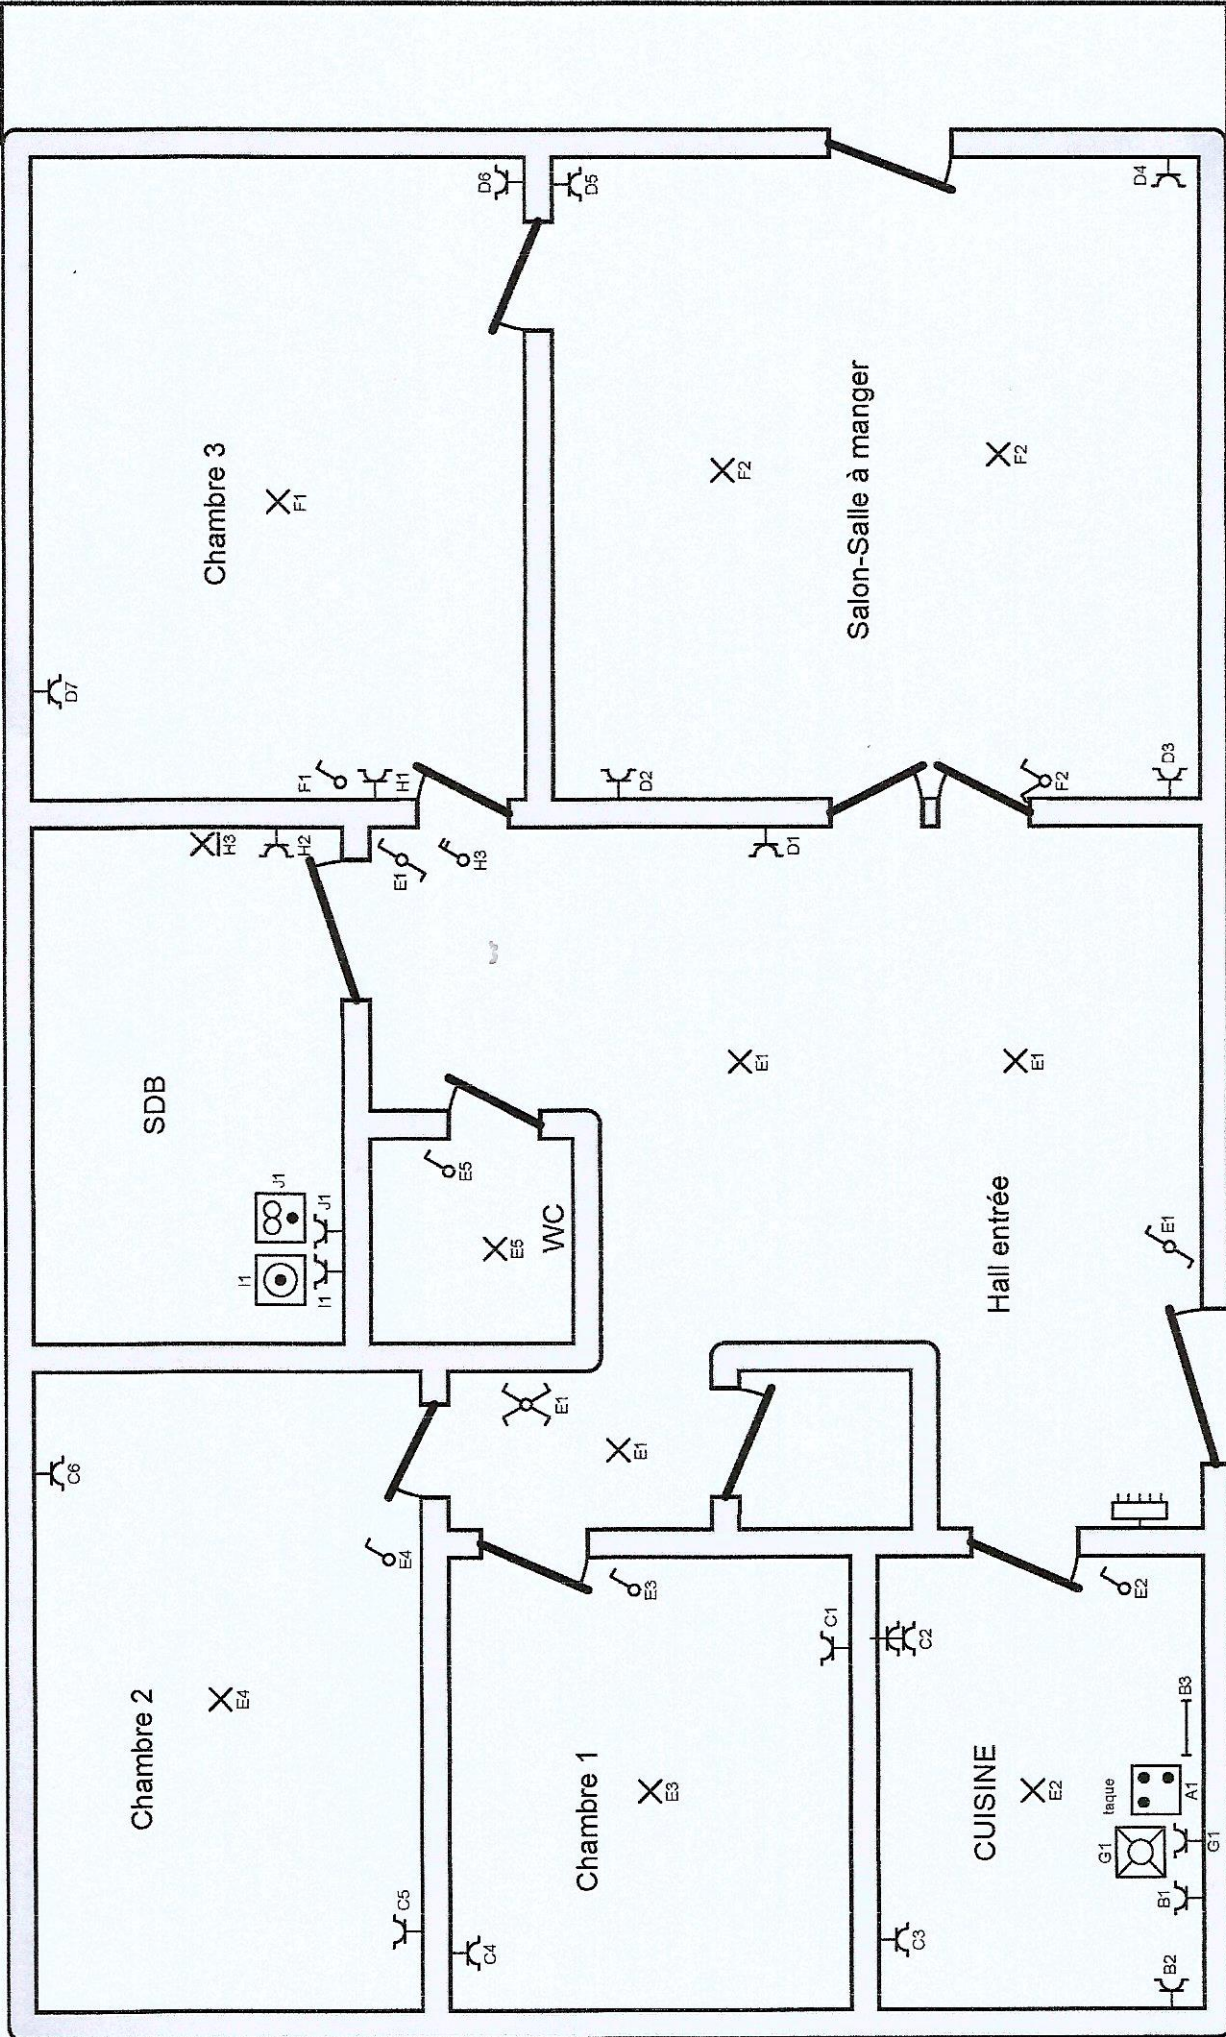 Chambre 2
C6
E4
E4
C5
Chambre 1
C4
E3
E3
C1
CUISINE
C3
C2
E2
E2
B2
B1
G1
G1
taque
A1
B3
SDB
I1
I1
J1
J1
H3
H2
WC
E5
E5
E1
E1
E1
H3
Hall entrée
E1
E1
E1
D1
Chambre 3
D7
F1
F1
H1
D6
Salon-Salle à manger
D5
D2
F2
F2
F2
D3
D4